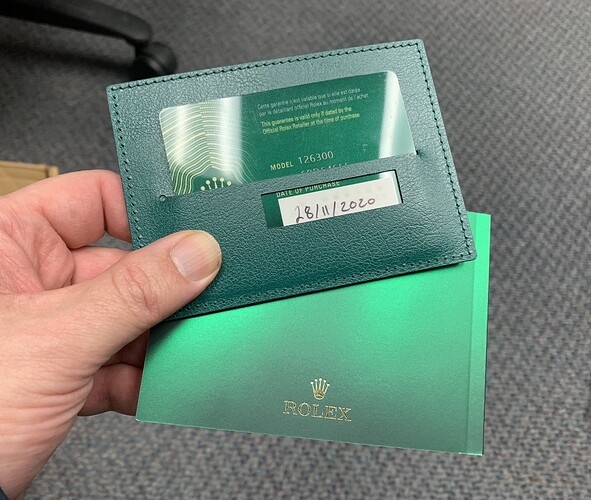 Cette garantie n'est valable que si elle est datée
par le détaillant officiel Rolex au moment de l'achat.
This guarantee is valid only if dated by the
Official Rolex Retailer at the time of purchase
MODEL 126300
DATE OF PURCHASE
28/11/2020
ROLEX